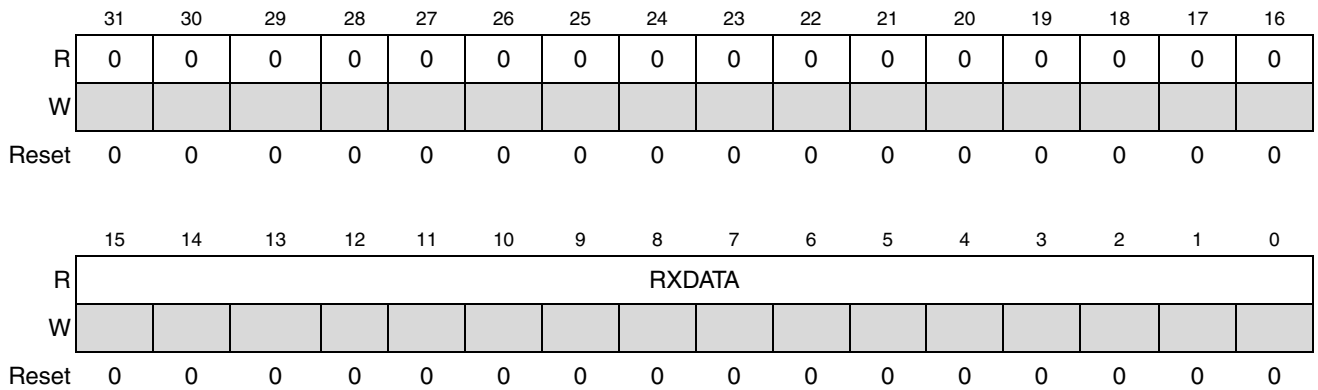 31 30 29 28 27 26 25 24 23 22 21 20 19 18 17 16
R 0 0 0 0 0 0 0 0 0 0 0 0 0 0 0 0
W
Reset 0 0 0 0 0 0 0 0 0 0 0 0 0 0 0 0
15 14 13 12 11 10 9 8 7 6 5 4 3 2 1 0
R RXDATA
W
Reset 0 0 0 0 0 0 0 0 0 0 0 0 0 0 0 0